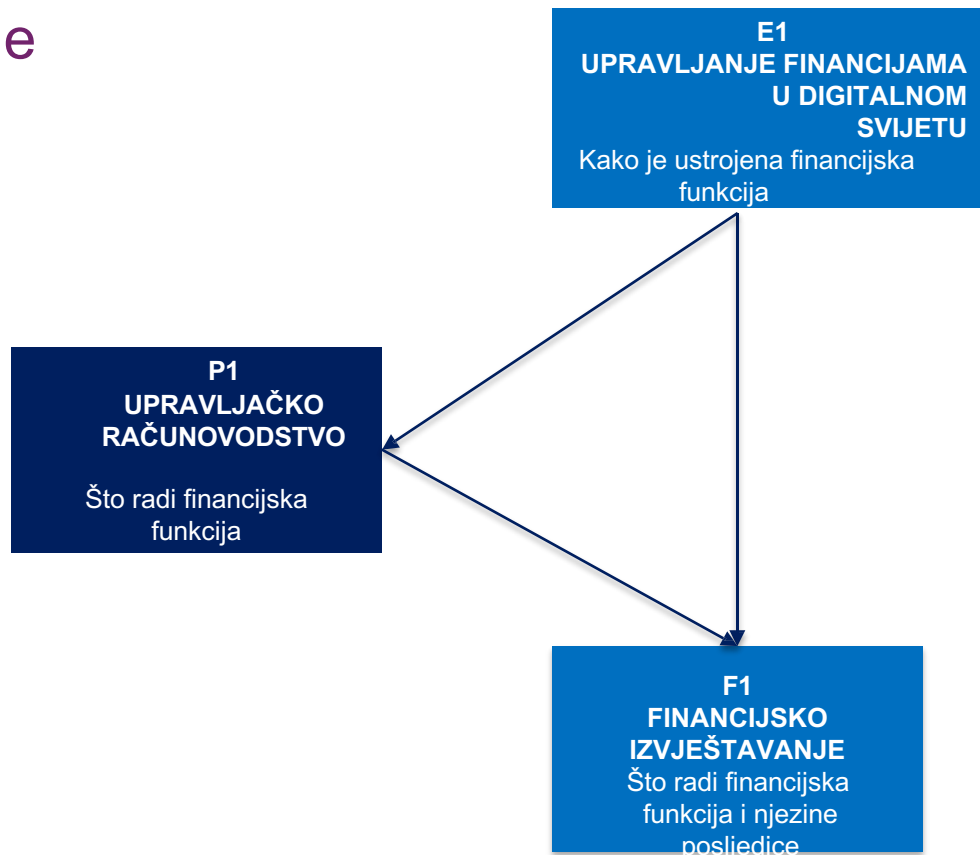 e
E1
UPRAVLJANJE FINANCIJAMA
U DIGITALNOM
SVIJETU
Kako je ustrojena financijska
funkcija
P1
UPRAVLJAČKO
RAČUNOVODSTVO
Što radi financijska
funkcija
F1
FINANCIJSKO
IZVJEŠTAVANJE
Što radi financijska
funkcija i njezine
posljedice